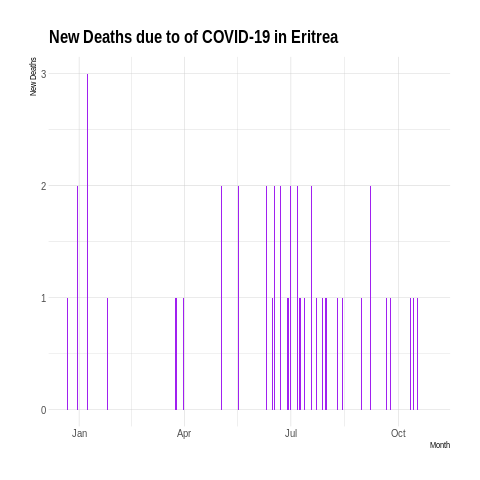 New Deaths due to of COVID-19 in Eritrea
New Deaths
3
2
1
0
Jan Apr Jul Oct
Month